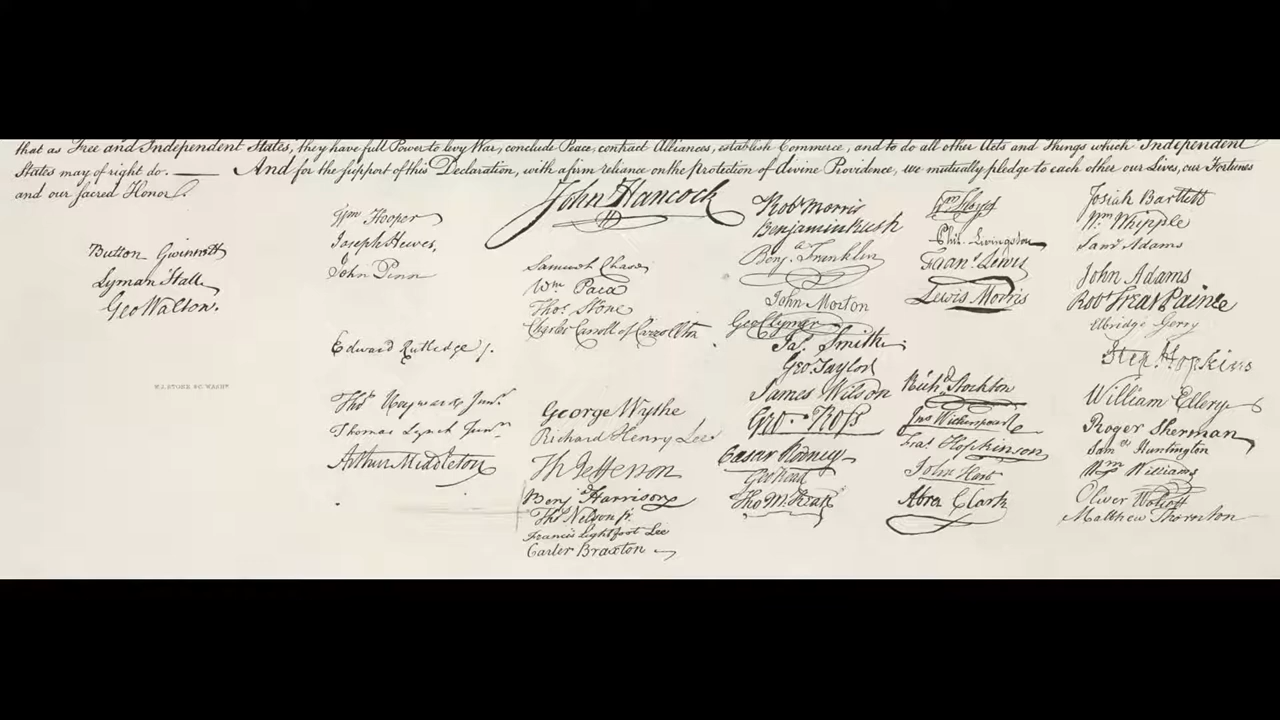 that as Free and Independent States, they have full Power to levy War, conclude Peace, contract Alliances, establish Commerce, and to do all other Acts and Things which Independent
States may of right do. — And for the support of this Declaration, with a firm reliance on the Protection of divine Providence, we mutually pledge to each other our Lives, our Fortunes
and our sacred Honor.
Button Gwinnett
Lyman Hall
Geo Walton.
W. J. STONE SC. WASHN.
Wm Hooper
Joseph Hewes,
John Penn
Edward Rutledge /.
Thos Heyward Junr.
Thomas Lynch Junr.
Arthur Middleton
John Hancock
Samuel Chase
Wm Paca
Thos Stone
Charles Carroll of Carrollton
George Wythe
Richard Henry Lee
Th Jefferson
Benj Harrison
Thos Nelson jr.
Francis Lightfoot Lee
Carter Braxton
Robt Morris
Benjamin Rush
Benj. Franklin
John Morton
Geo Clymer
Jas. Smith
Geo. Taylor
James Wilson
Geo. Ross
Caesar Rodney
Geo Read
Tho M:Kean
Wm Floyd
Phil. Livingston
Frans. Lewis
Lewis Morris
Richd Stockton
Jno Witherspoon
Fras. Hopkinson
John Hart
Abra Clark
Josiah Bartlett
Wm Whipple
Saml Adams
John Adams
Robt Treat Paine
Elbridge Gerry
Step. Hopkins
William Ellery
Roger Sherman
Saml Huntington
Wm Williams
Oliver Wolcott
Matthew Thornton